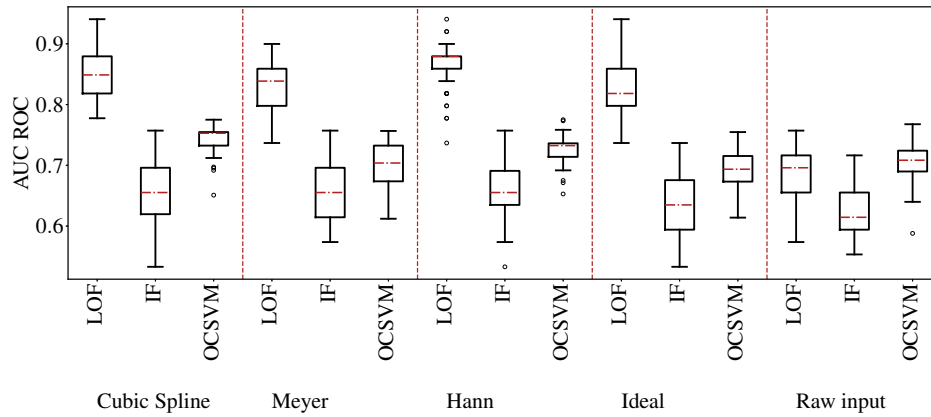 AUC ROC
0.9
0.8
0.7
0.6
LOF
IF
OCSVM
LOF
IF
OCSVM
LOF
IF
OCSVM
LOF
IF
OCSVM
LOF
IF
OCSVM
Cubic Spline
Meyer
Hann
Ideal
Raw input